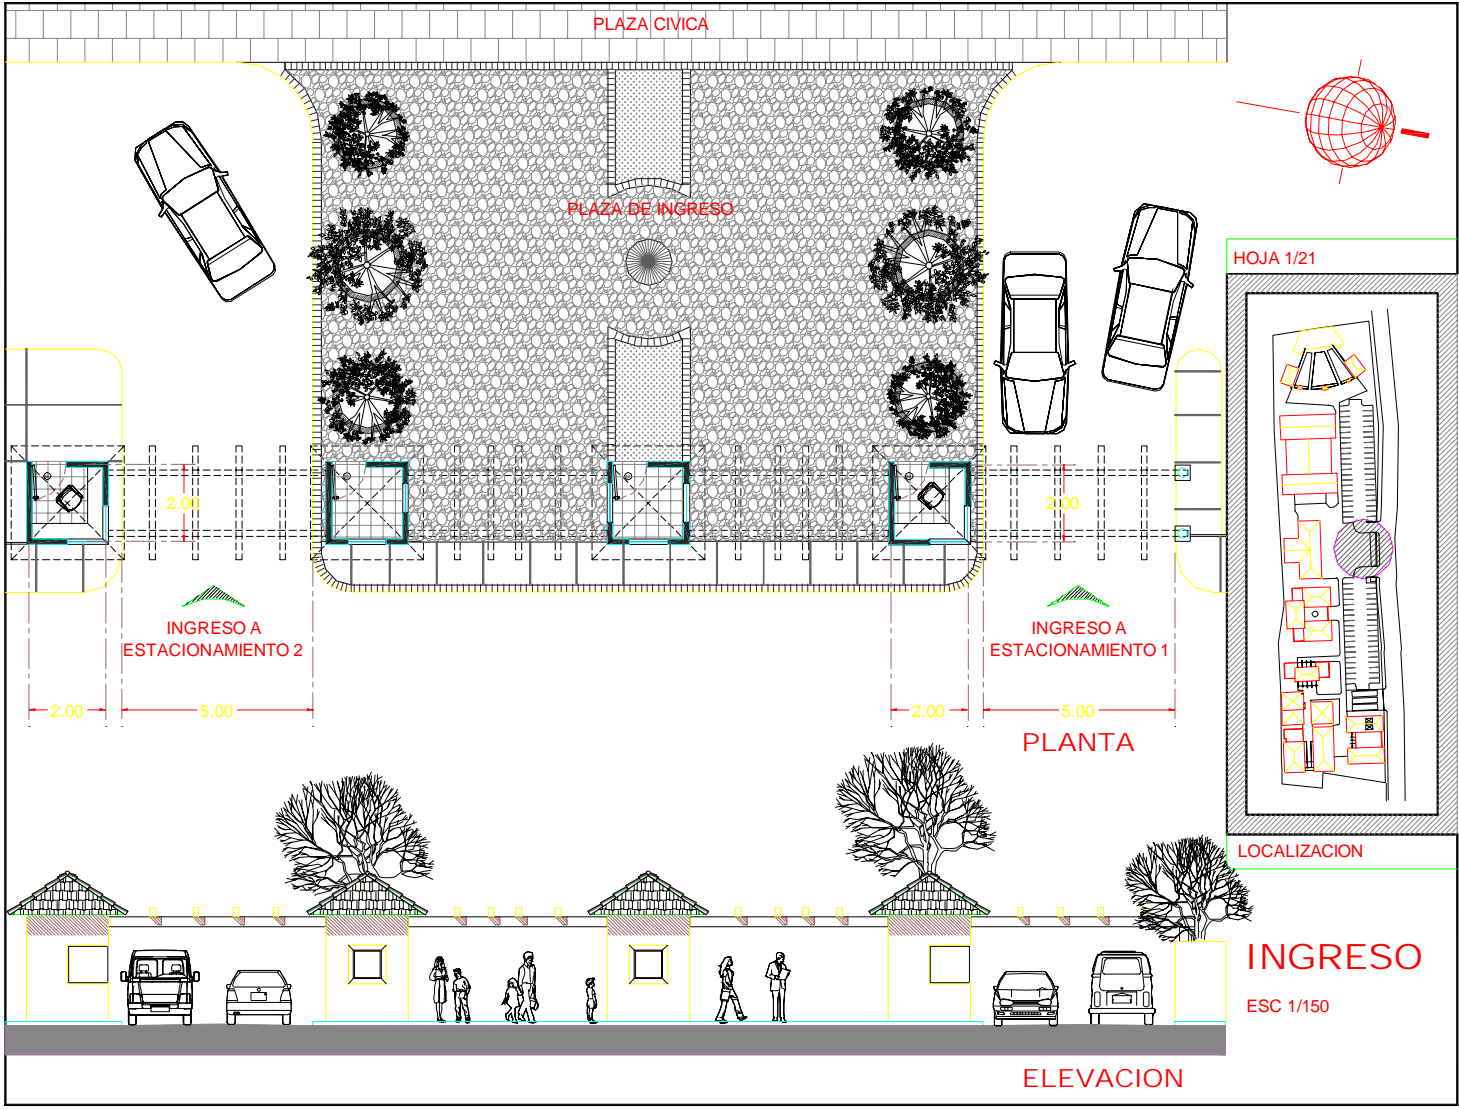 PLAZA CIVICA
PLAZA DE INGRESO
HOJA 1/21
2.00
2.00
INGRESO A
ESTACIONAMIENTO 2
INGRESO A
ESTACIONAMIENTO 1
2.00
5.00
2.00
5.00
PLANTA
LOCALIZACION
INGRESO
ESC 1/150
ELEVACION